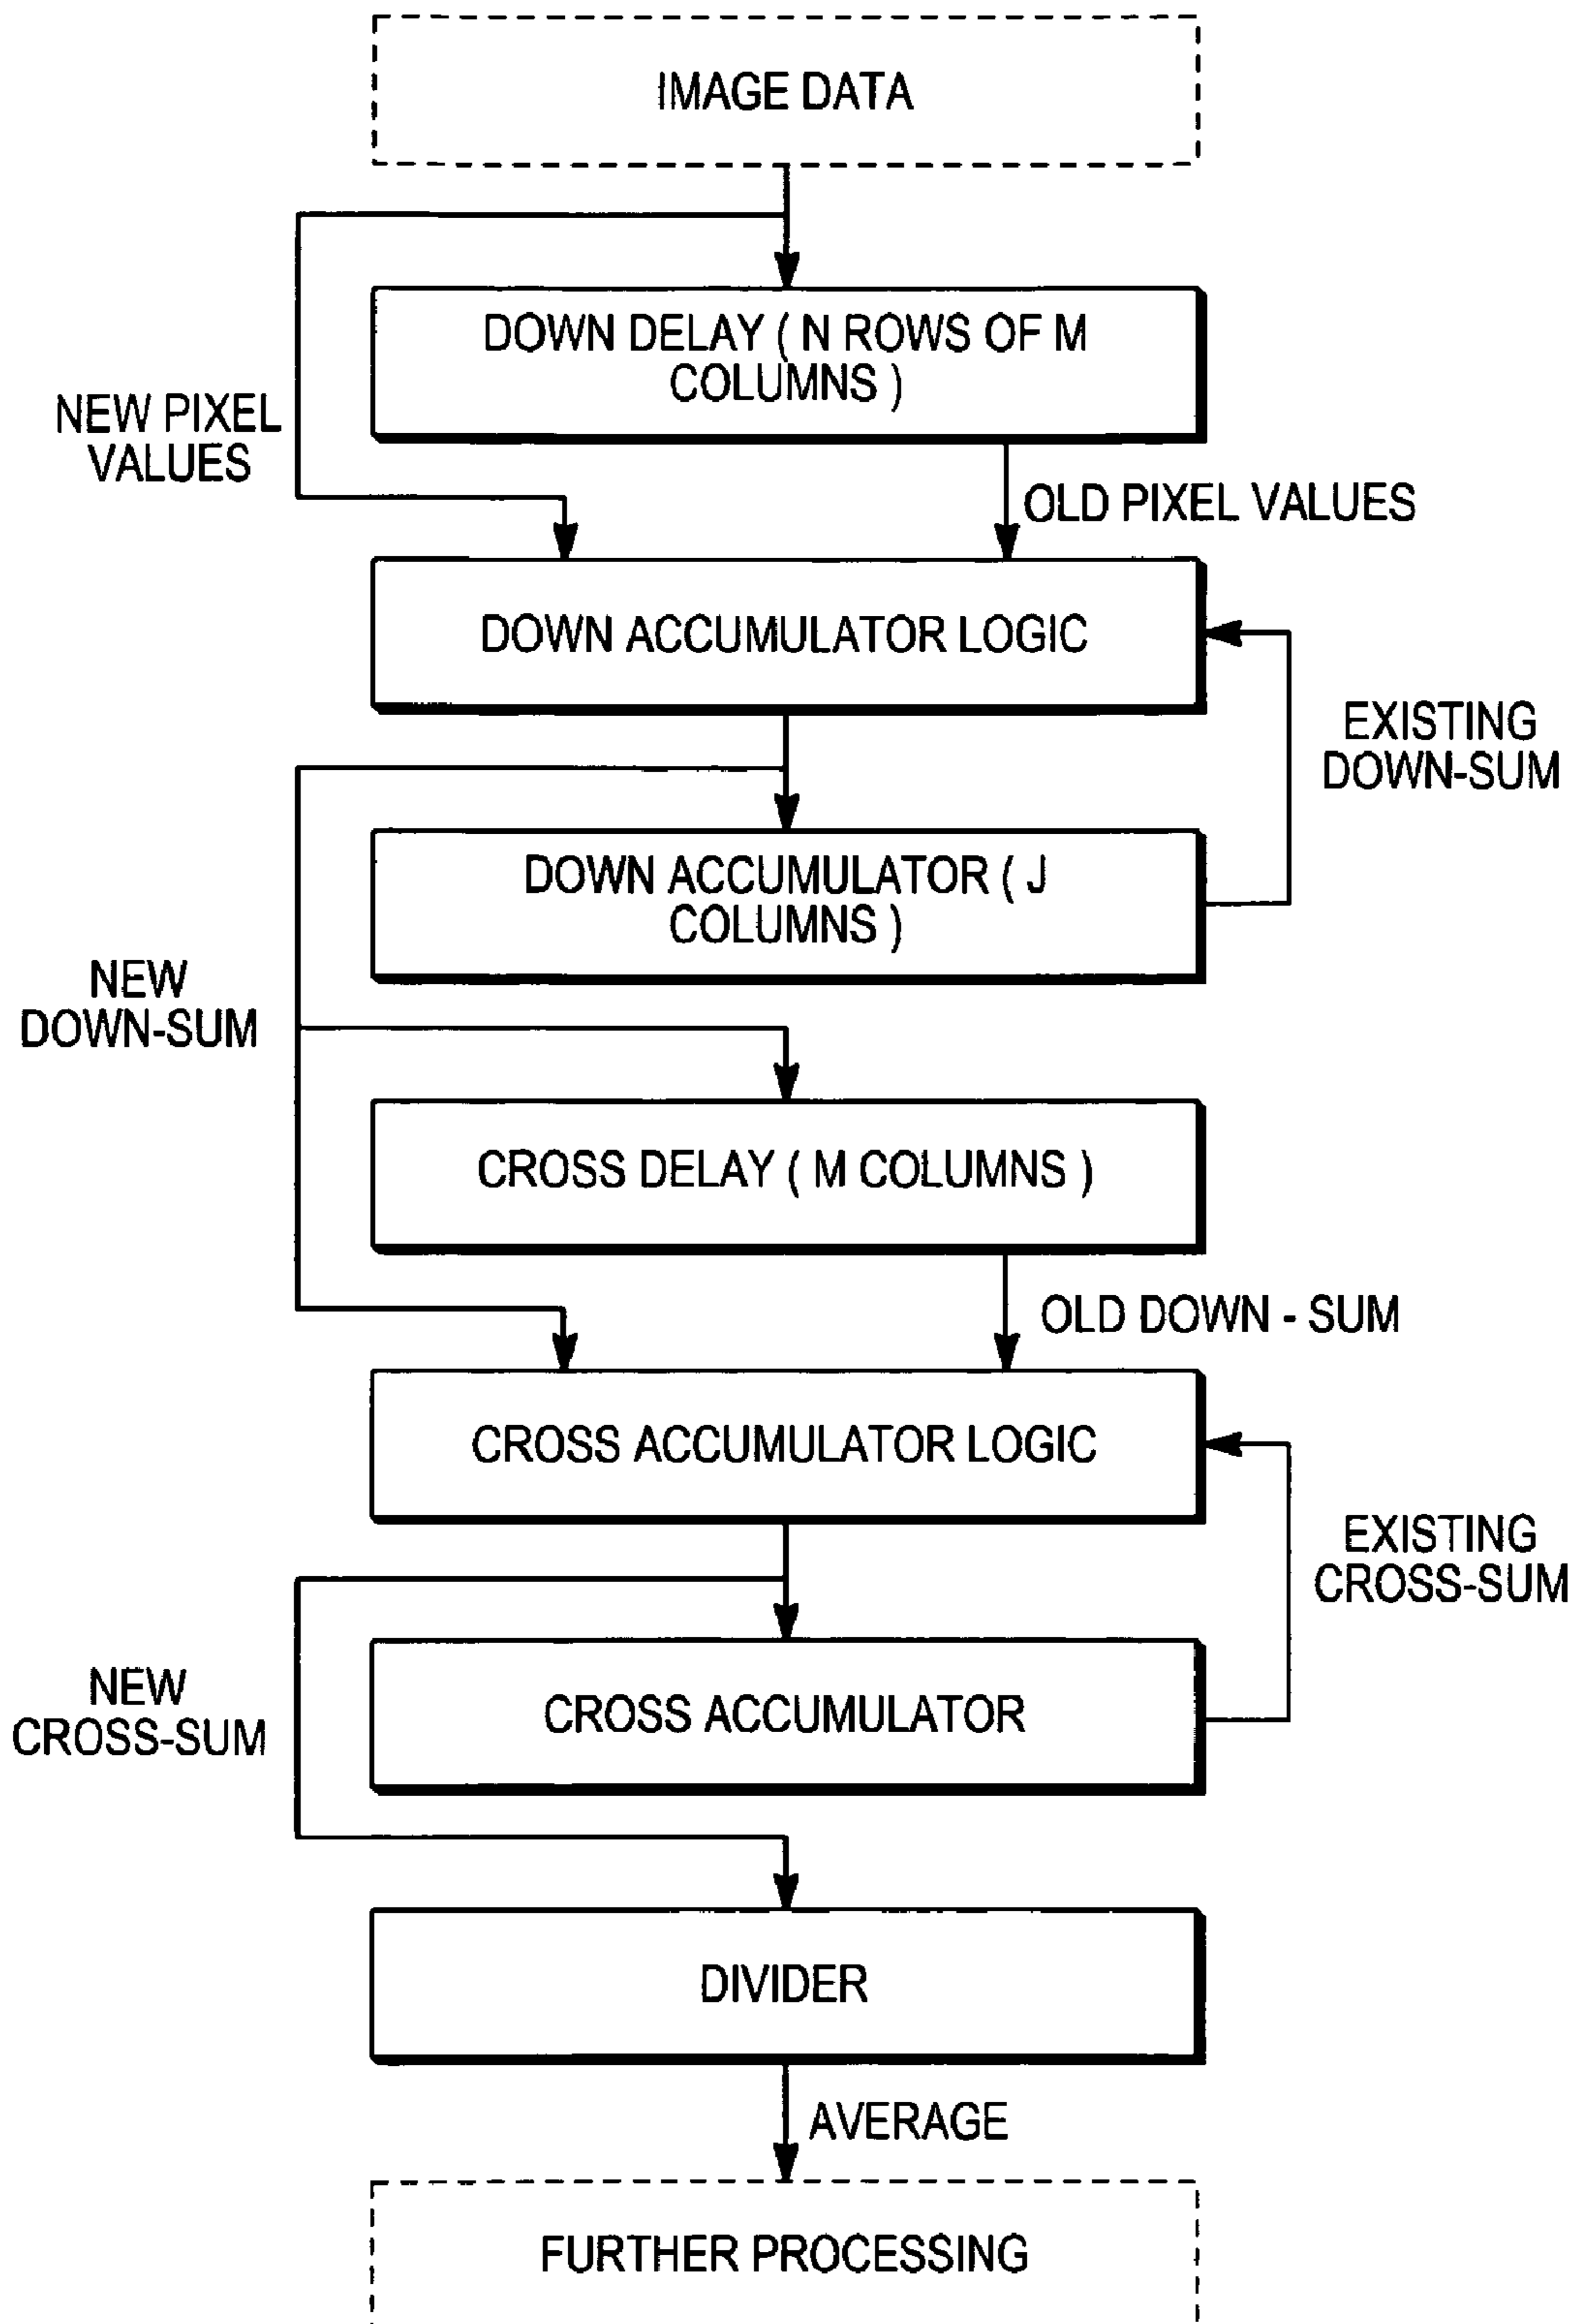 IMAGE DATA
DOWN DELAY ( N ROWS OF M
COLUMNS )
NEW PIXEL
VALUES
OLD PIXEL VALUES
DOWN ACCUMULATOR LOGIC
EXISTING
DOWN-SUM
DOWN ACCUMULATOR ( J
COLUMNS )
NEW
DOWN-SUM
CROSS DELAY ( M COLUMNS )
OLD DOWN - SUM
CROSS ACCUMULATOR LOGIC
EXISTING
CROSS-SUM
NEW
CROSS-SUM
CROSS ACCUMULATOR
DIVIDER
AVERAGE
FURTHER PROCESSING